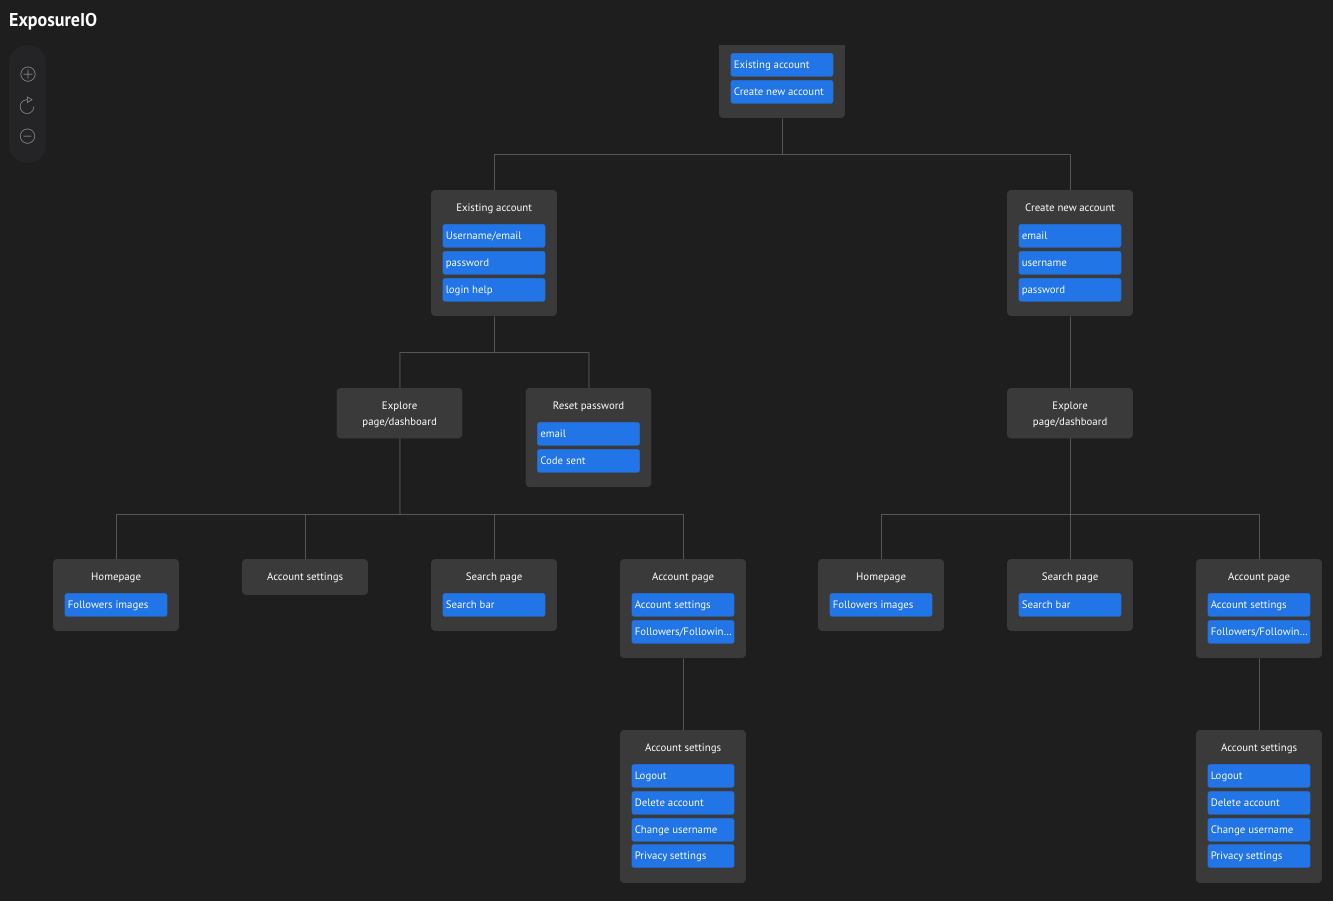 ExposureIO
Existing account
Create new account
Existing account
Username/email
password
login help
Create new account
email
username
password
Explore
page/dashboard
Reset password
email
Code sent
Explore
page/dashboard
Homepage
Followers images
Account settings
Search page
Search bar
Account page
Account settings
Followers/Followin...
Homepage
Followers images
Search page
Search bar
Account page
Account settings
Followers/Followin...
Account settings
Logout
Delete account
Change username
Privacy settings
Account settings
Logout
Delete account
Change username
Privacy settings